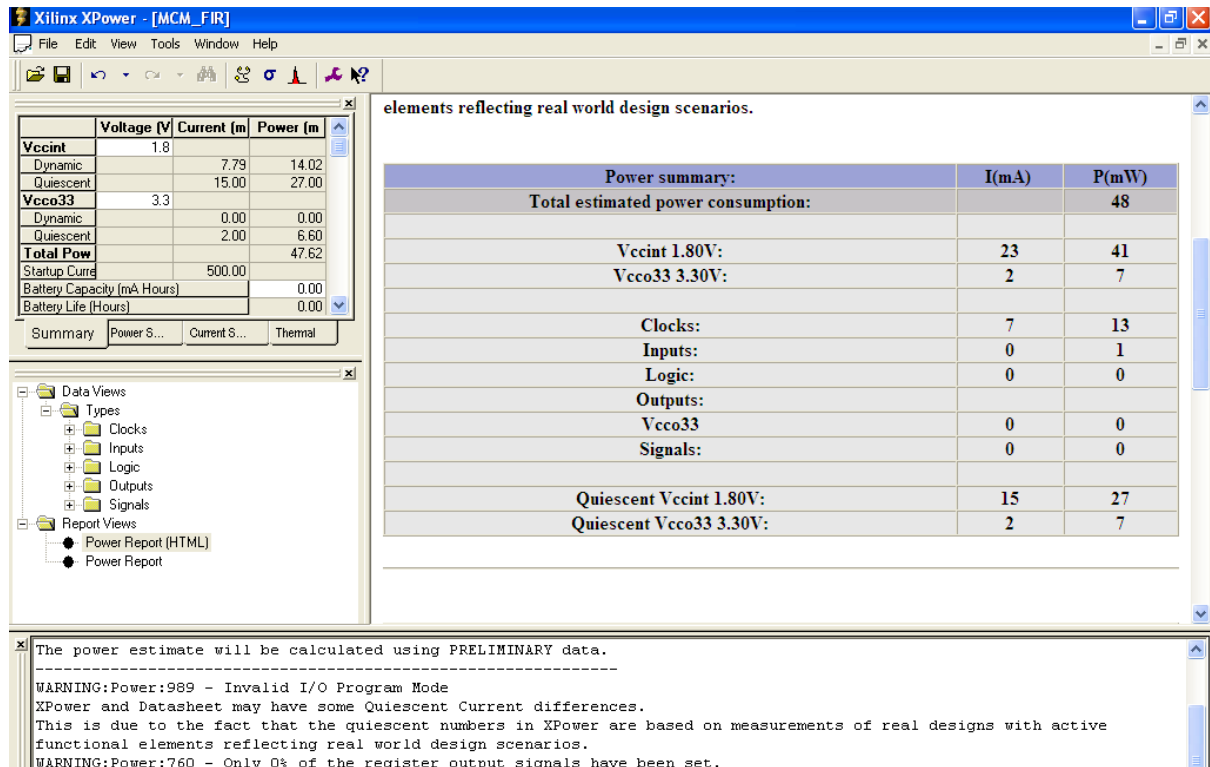 Xilinx XPower - [MCM_FIR]
File Edit View Tools Window Help
Voltage (V Current (m Power (m
Vccint 1.8
Dynamic 7.79 14.02
Quiescent 15.00 27.00
Vcco33 3.3
Dynamic 0.00 0.00
Quiescent 2.00 6.60
Total Pow 47.62
Startup Curre 500.00
Battery Capacity (mA Hours) 0.00
Battery Life (Hours) 0.00
Summary Power S... Current S... Thermal
Data Views
Types
Clocks
Inputs
Logic
Outputs
Signals
Report Views
Power Report (HTML)
Power Report
elements reflecting real world design scenarios.
Power summary: I(mA) P(mW)
Total estimated power consumption: 48
Vccint 1.80V: 23 41
Vcco33 3.30V: 2 7
Clocks: 7 13
Inputs: 0 1
Logic: 0 0
Outputs:
Vcco33 0 0
Signals: 0 0
Quiescent Vccint 1.80V: 15 27
Quiescent Vcco33 3.30V: 2 7
The power estimate will be calculated using PRELIMINARY data.
--------------------------------------------------------------
WARNING:Power:989 - Invalid I/O Program Mode
XPower and Datasheet may have some Quiescent Current differences.
This is due to the fact that the quiescent numbers in XPower are based on measurements of real designs with active
functional elements reflecting real world design scenarios.
WARNING:Power:760 - Only 0% of the register output signals have been set.